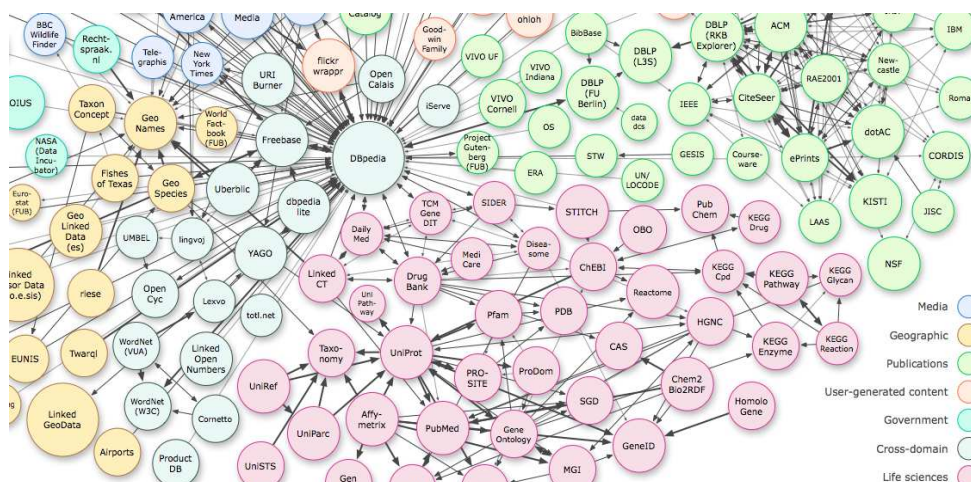 BBC
Wildlife
Finder
Recht-
spraak.
nl
Tele-
graphis
New
York
Times
America
Media
flickr
wrappr
Catalog
Good-
win
Family
ohloh
BibBase
DBLP
(RKB
Explorer)
ACM
IBM
URI
Burner
Open
Calais
VIVO UF
VIVO
Indiana
DBLP
(L3S)
RAE2001
New-
castle
OIUS
Taxon
Concept
Geo
Names
World
Fact-
book
(FUB)
Freebase
iServe
VIVO
Cornell
DBLP
(FU
Berlin)
IEEE
CiteSeer
Roma
NASA
(Data
Incu-
bator)
DBpedia
Project
Guten-
berg
(FUB)
OS
data
dcs
dotAC
STW
GESIS
Course-
ware
ePrints
CORDIS
Fishes
of Texas
Geo
Species
Uberblic
dbpedia
lite
ERA
UN/
LOCODE
Euro-
stat
(FUB)
Geo
Linked
Data
(es)
UMBEL
lingvoj
Daily
Med
TCM
Gene
DIT
SIDER
STITCH
Pub
Chem
LAAS
KISTI
JISC
OBO
KEGG
Drug
YAGO
Medi
Care
Disea-
some
Linked
CT
Drug
Bank
ChEBI
KEGG
Cpd
KEGG
Pathway
KEGG
Glycan
NSF
Linked
sor Data
o.e.sis)
riese
Open
Cyc
Lexvo
totl.net
Uni
Path-
way
Reactome
Media
Pfam
PDB
HGNC
Geographic
EUNIS
Twarql
WordNet
(VUA)
Linked
Open
Numbers
Taxo-
nomy
UniProt
CAS
KEGG
Enzyme
KEGG
Reaction
Publications
UniRef
PRO-
SITE
ProDom
Chem2
Bio2RDF
Homolo
Gene
User-generated content
Linked
GeoData
WordNet
(W3C)
Cornetto
Affy-
metrix
SGD
Government
UniParc
PubMed
Gene
Ontology
GeneID
Airports
Product
DB
UniSTS
Gen
MGI
Cross-domain
Life sciences